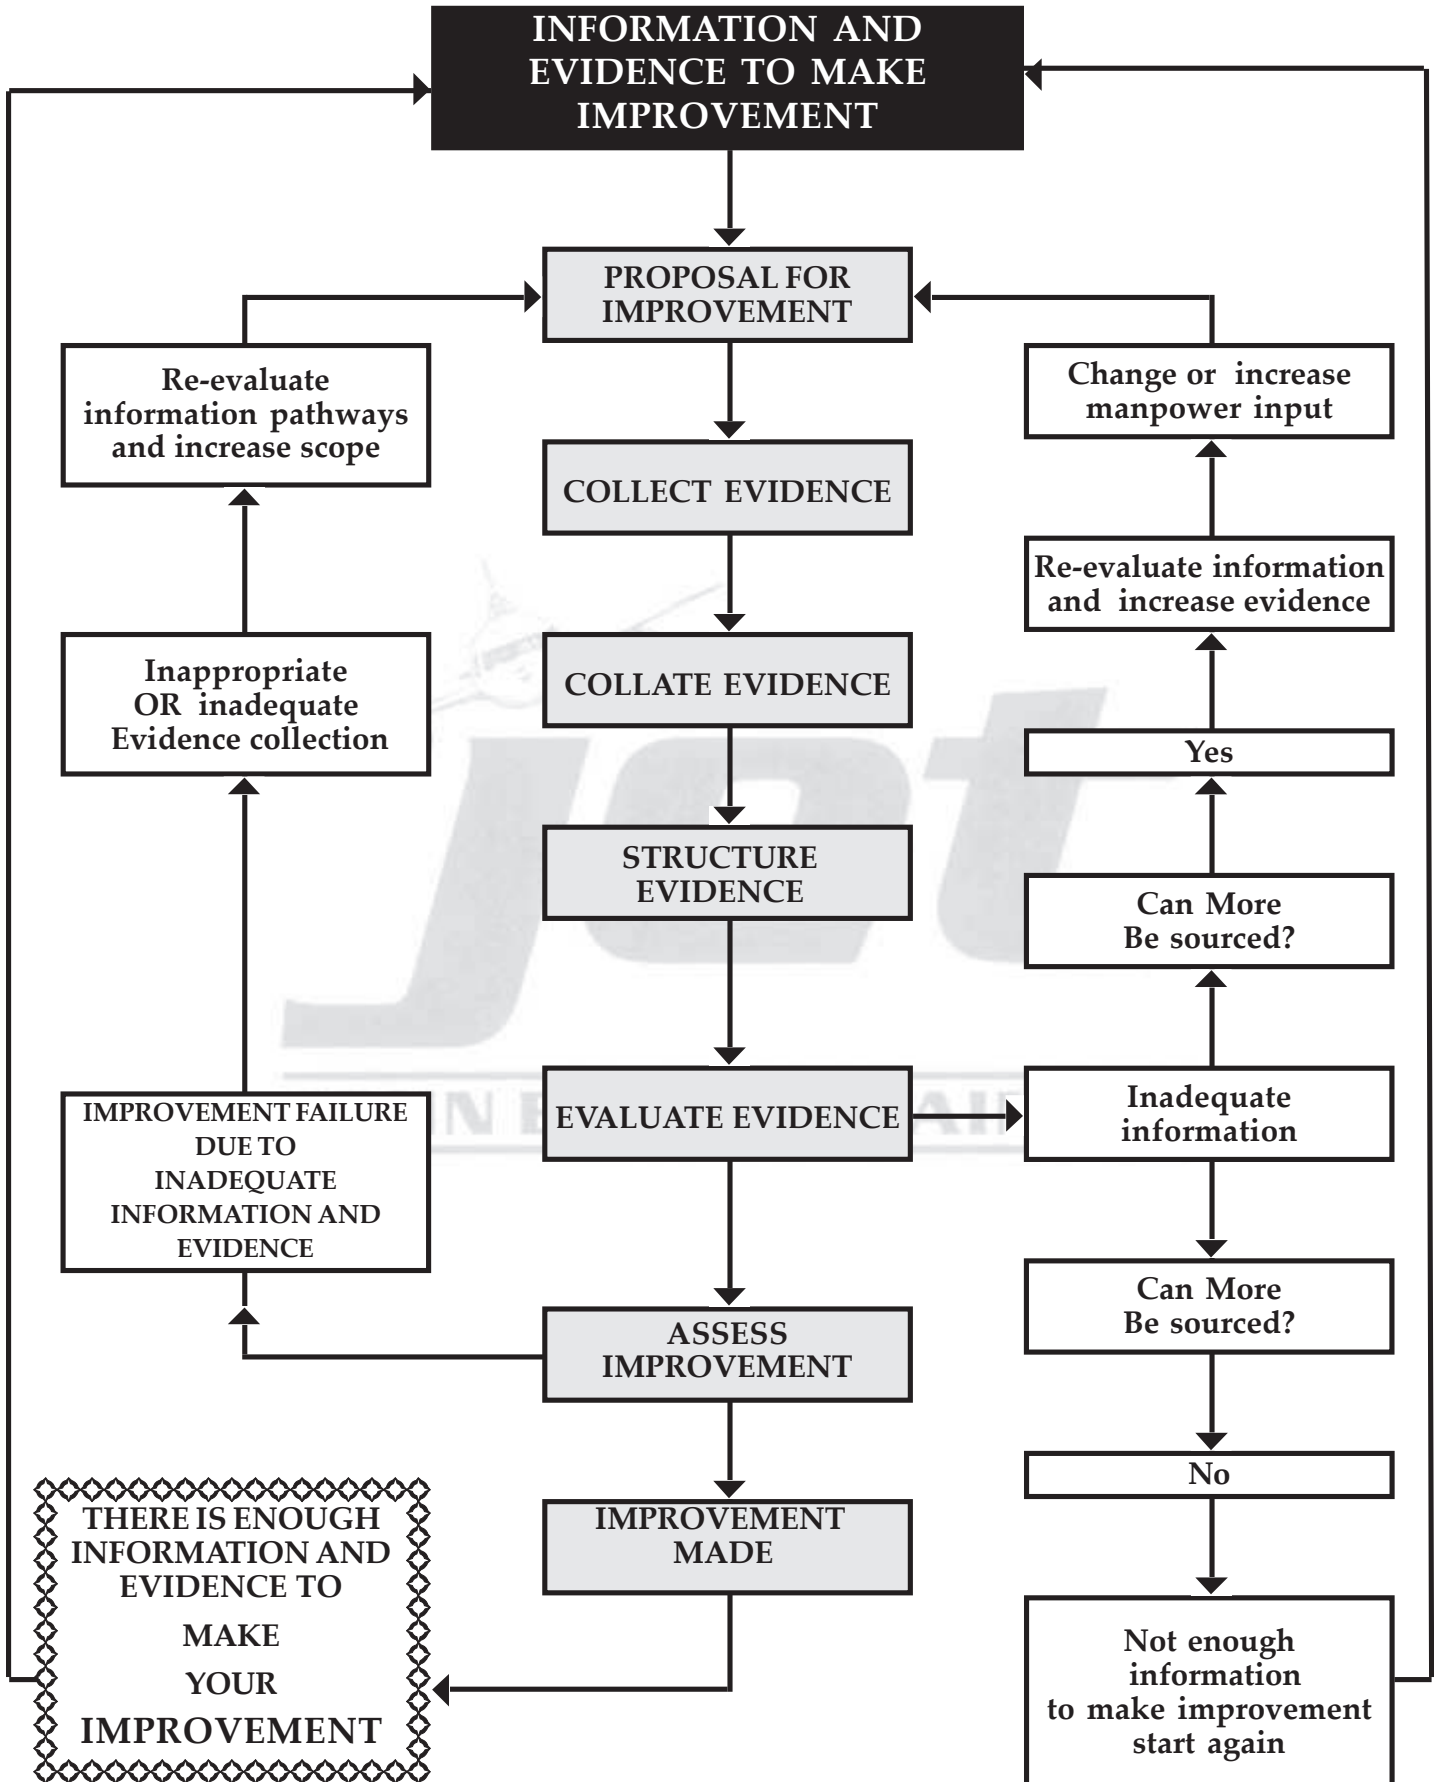 INFORMATION AND
EVIDENCE TO MAKE
IMPROVEMENT
PROPOSAL FOR
IMPROVEMENT
Re-evaluate
information pathways
and increase scope
Change or increase
manpower input
COLLECT EVIDENCE
Re-evaluate information
and increase evidence
Inappropriate
OR inadequate
Evidence collection
COLLATE EVIDENCE
Yes
STRUCTURE
EVIDENCE
Can More
Be sourced?
IMPROVEMENT FAILURE
DUE TO
INADEQUATE
INFORMATION AND
EVIDENCE
EVALUATE EVIDENCE
Inadequate
information
Can More
Be sourced?
ASSESS
IMPROVEMENT
No
THERE IS ENOUGH
INFORMATION AND
EVIDENCE TO
MAKE
YOUR
IMPROVEMENT
IMPROVEMENT
MADE
Not enough
information
to make improvement
start again
jet